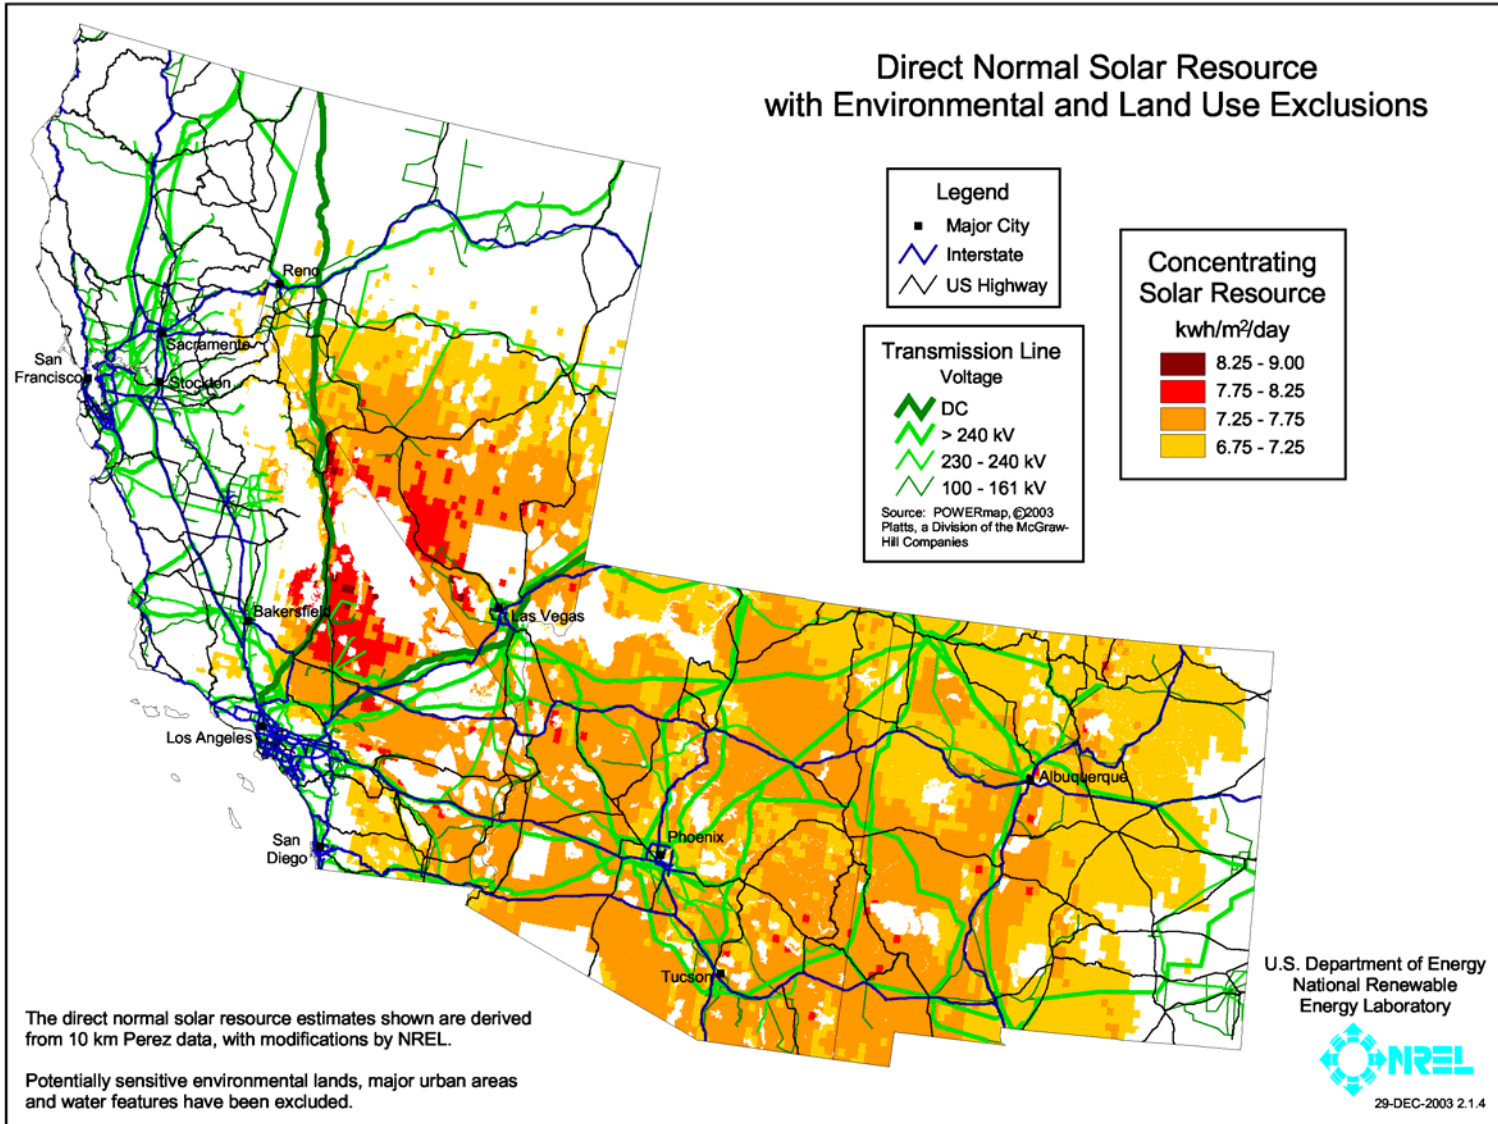 Direct Normal Solar Resource
with Environmental and Land Use Exclusions
Legend
Major City
Interstate
US Highway
Concentrating
Solar Resource
kwh/m²/day
8.25 - 9.00
7.75 - 8.25
7.25 - 7.75
6.75 - 7.25
Transmission Line
Voltage
DC
> 240 kV
230 - 240 kV
100 - 161 kV
Source: POWERmap, ©2003
Platts, a Division of the McGraw-
Hill Companies
Reno
Sacramento
San
Francisco
Stockton
Bakersfield
Las Vegas
Los Angeles
Albuquerque
San
Diego
Phoenix
Tucson
The direct normal solar resource estimates shown are derived
from 10 km Perez data, with modifications by NREL.
Potentially sensitive environmental lands, major urban areas
and water features have been excluded.
U.S. Department of Energy
National Renewable
Energy Laboratory
NREL
29-DEC-2003 2.1.4